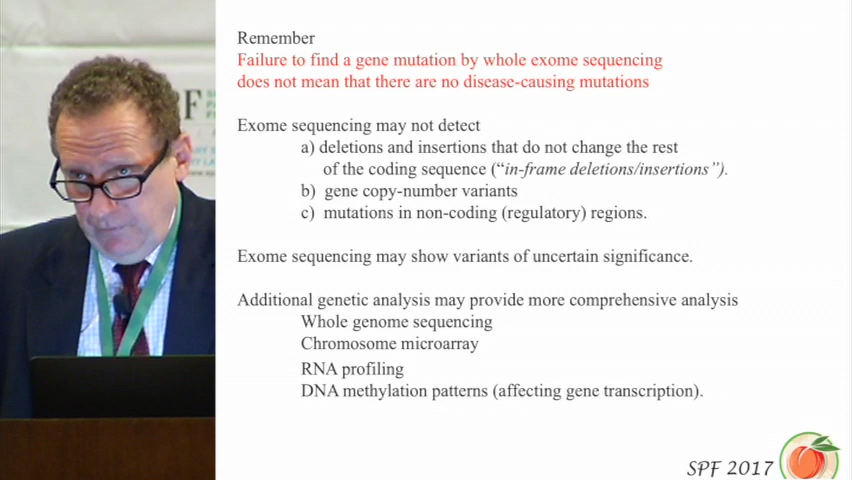 Remember
Failure to find a gene mutation by whole exome sequencing
does not mean that there are no disease-causing mutations
Exome sequencing may not detect
a) deletions and insertions that do not change the rest
of the coding sequence (“in-frame deletions/insertions”).
b) gene copy-number variants
c) mutations in non-coding (regulatory) regions.
Exome sequencing may show variants of uncertain significance.
Additional genetic analysis may provide more comprehensive analysis
Whole genome sequencing
Chromosome microarray
RNA profiling
DNA methylation patterns (affecting gene transcription).
SPF 2017